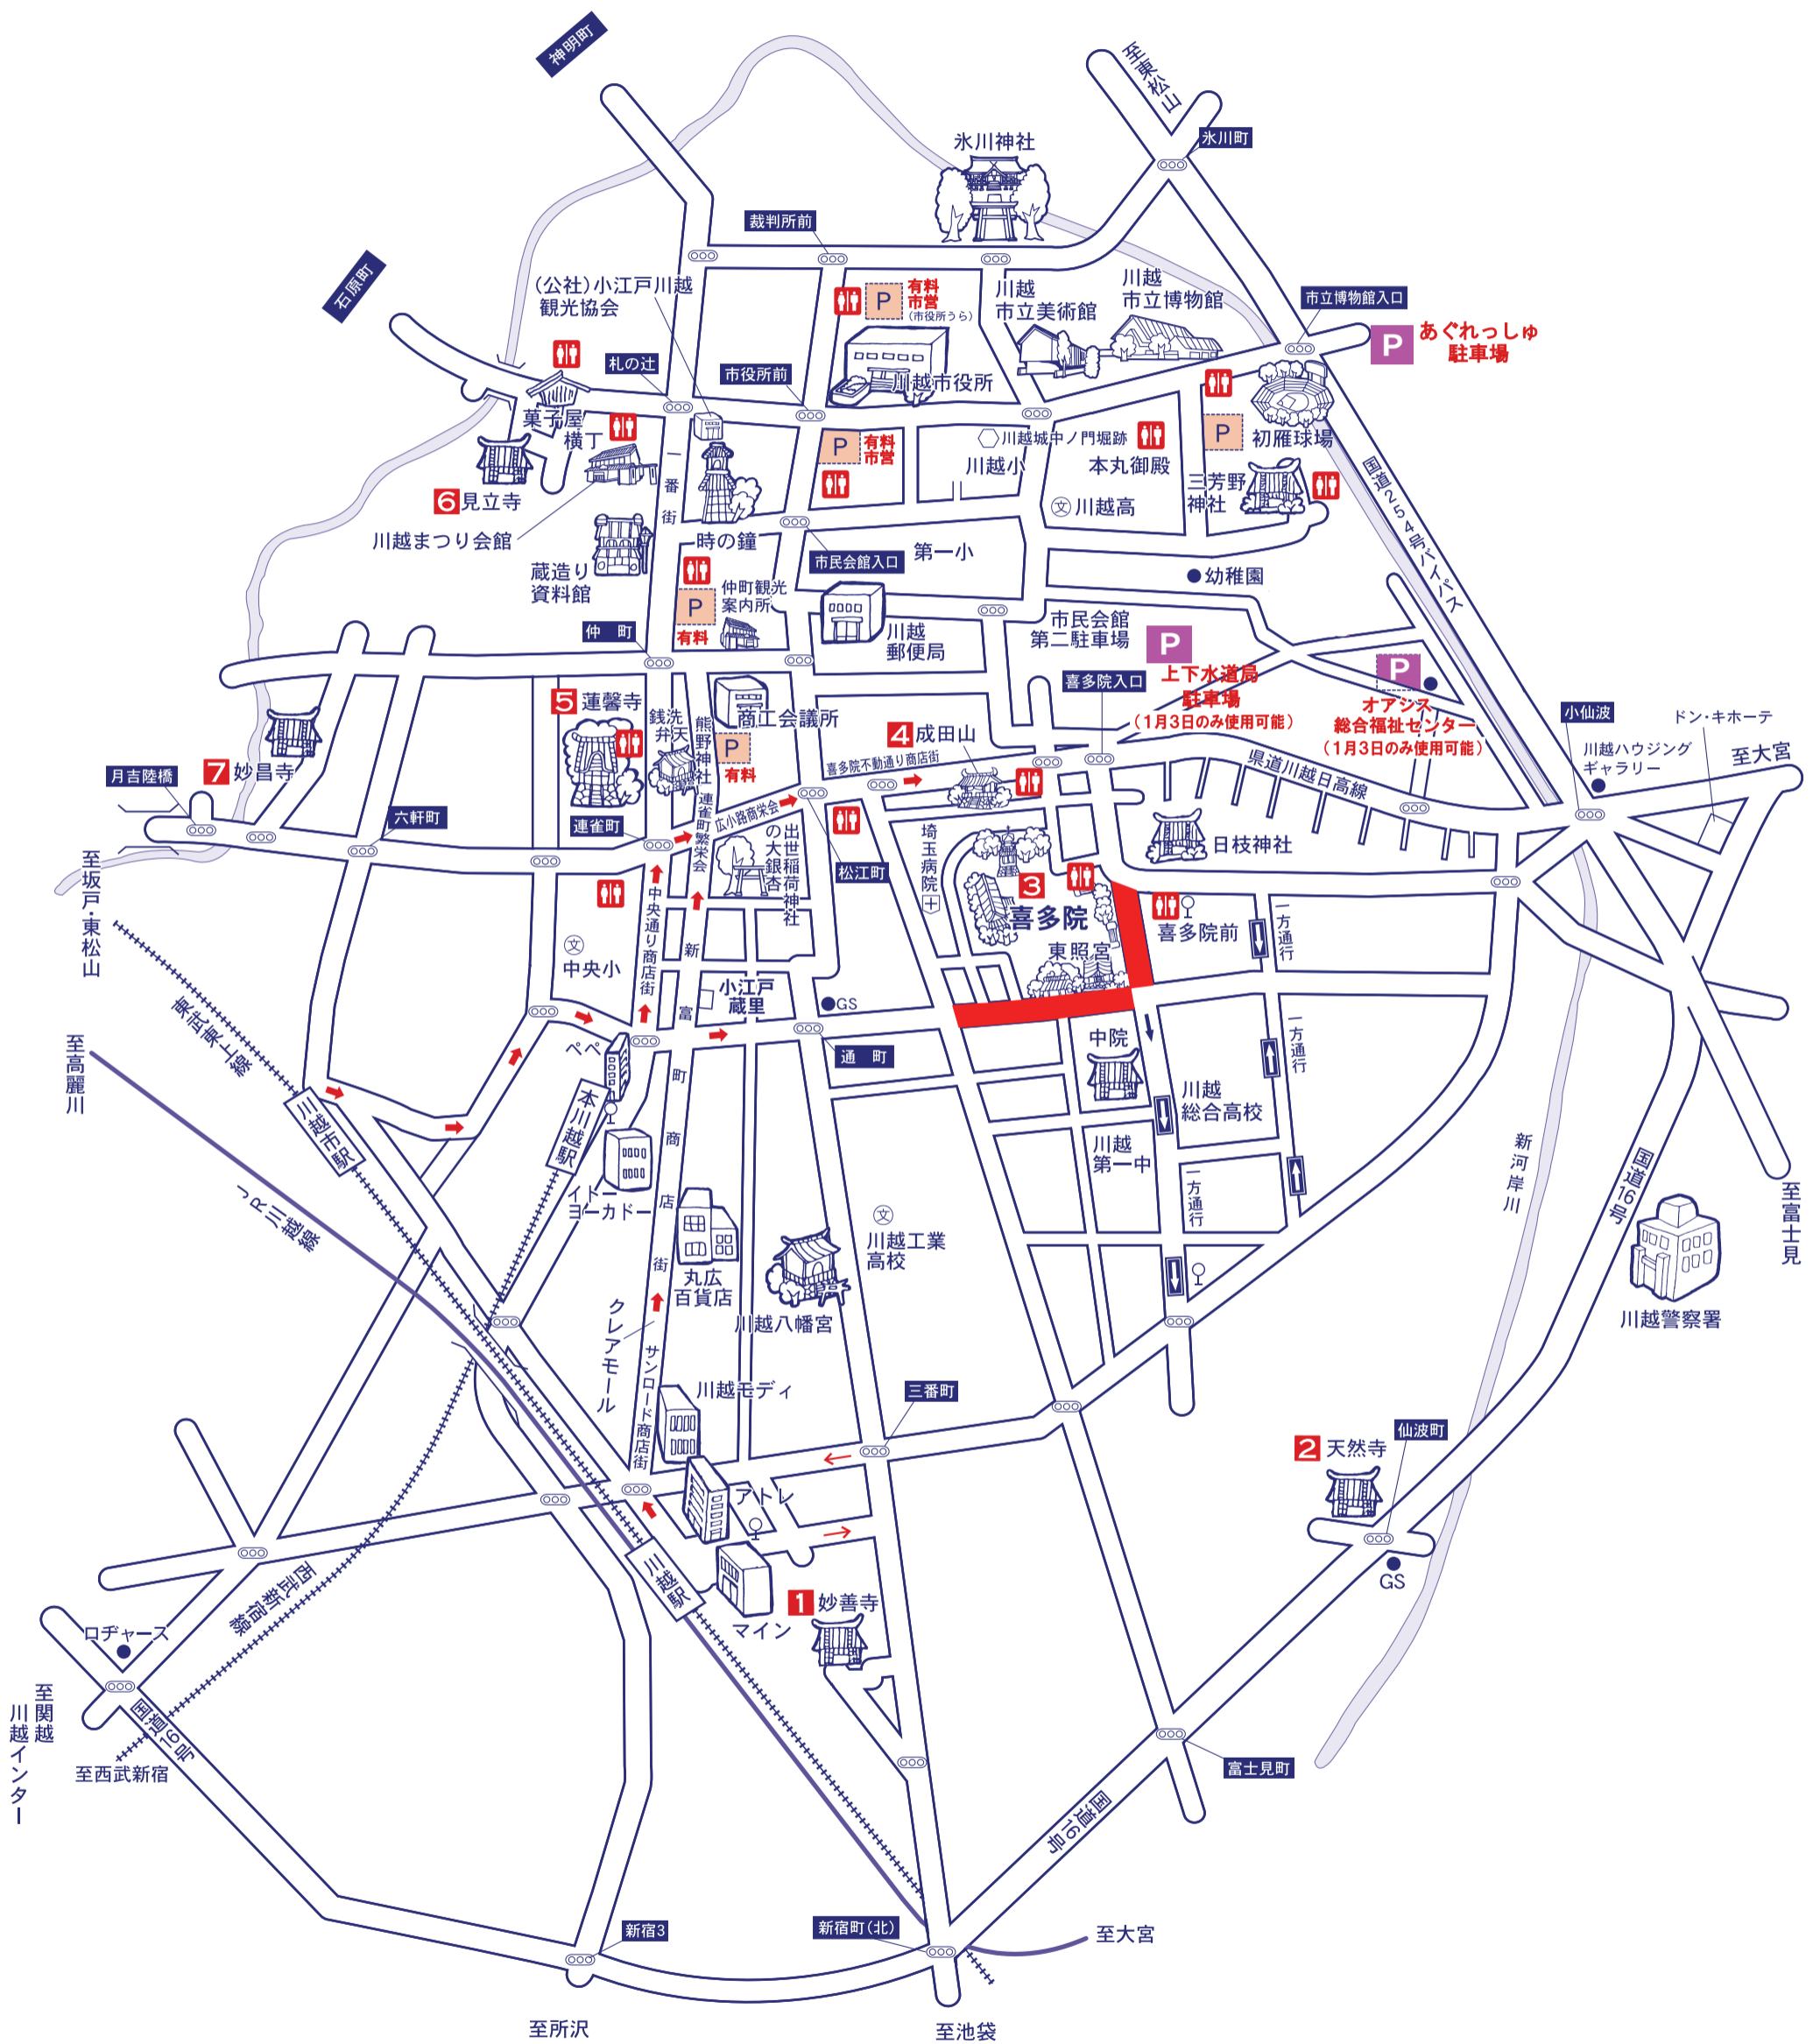 神明町
至東松山
氷川町
氷川神社
裁判所前
石原町
(公社)小江戸川越
観光協会
P
有料
市営
(市役所うら)
川越
市立美術館
川越
市立博物館
市立博物館入口
P
あぐれっしゅ
駐車場
札の辻
市役所前
川越市役所
菓子屋
横丁
P
有料
市営
川越城中ノ門堀跡
川越小
本丸御殿
P
初雁球場
国道254号バイパス
6
見立寺
一番街
川越まつり会館
文
川越高
三芳野
神社
時の鐘
市民会館入口
第一小
蔵造り
資料館
P
有料
仲町観光
案内所
幼稚園
仲 町
川越
郵便局
市民会館
第二駐車場
P
上下水道局
駐車場
(1月3日のみ使用可能)
喜多院入口
P
オアシス
総合福祉センター
(1月3日のみ使用可能)
小仙波
ドン・キホーテ
川越ハウジング
ギャラリー
至大宮
5
蓮馨寺
銭洗
弁天
熊野神社
商工会議所
P
有料
4
成田山
喜多院不動通り商店街
県道川越日高線
7
妙昌寺
月吉陸橋
六軒町
連雀町
連雀町繁栄会
広小路商栄会
出世稲荷神社
の大銀杏
松江町
埼玉病院
日枝神社
3
喜多院
東照宮
喜多院前
一方通行
至坂戸・東松山
中央通り商店街
文
中央小
新富町商店街
小江戸
蔵里
GS
通 町
東武東上線
至高麗川
ペペ
本川越駅
川越市駅
中院
川越
総合高校
一方通行
川越
第一中
一方通行
新河岸川
国道16号
至富士見
イトー
ヨーカドー
JR川越線
丸広
百貨店
文
川越工業
高校
川越八幡宮
川越警察署
クレアモール
サンロード商店街
川越モディ
三番町
2
天然寺
仙波町
GS
アトレ
西武新宿線
川越駅
マイン
1
妙善寺
ロヂャース
至関越
川越インター
国道16号
至西武新宿
富士見町
国道16号
新宿3
新宿町(北)
至大宮
至所沢
至池袋